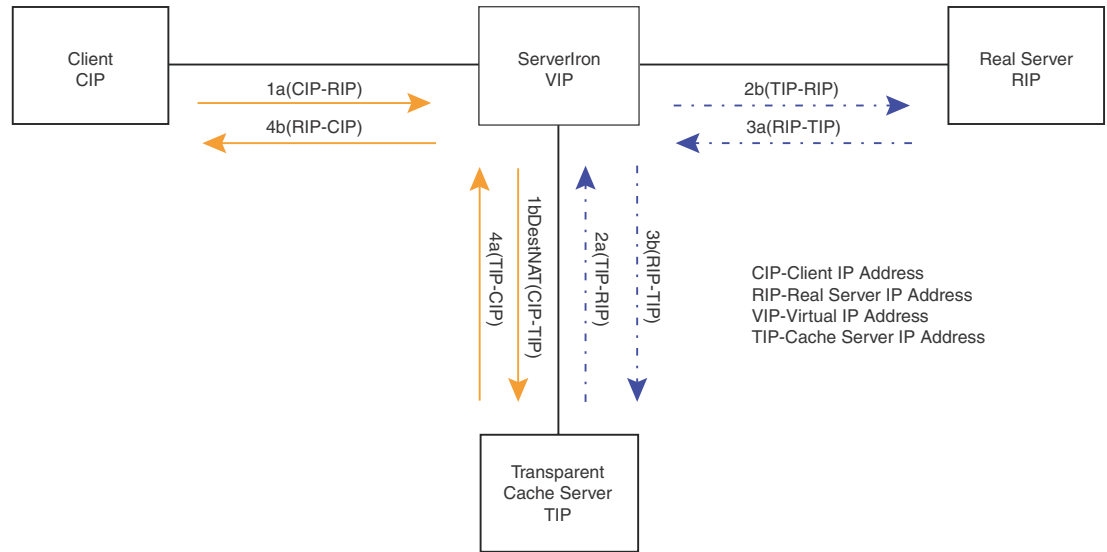 Client
CIP
ServerIron
VIP
Real Server
RIP
1a(CIP-RIP)
4b(RIP-CIP)
2b(TIP-RIP)
3a(RIP-TIP)
4a(TIP-CIP)
1bDestNAT(CIP-TIP)
2a(TIP-RIP)
3b(RIP-TIP)
CIP-Client IP Address
RIP-Real Server IP Address
VIP-Virtual IP Address
TIP-Cache Server IP Address
Transparent
Cache Server
TIP